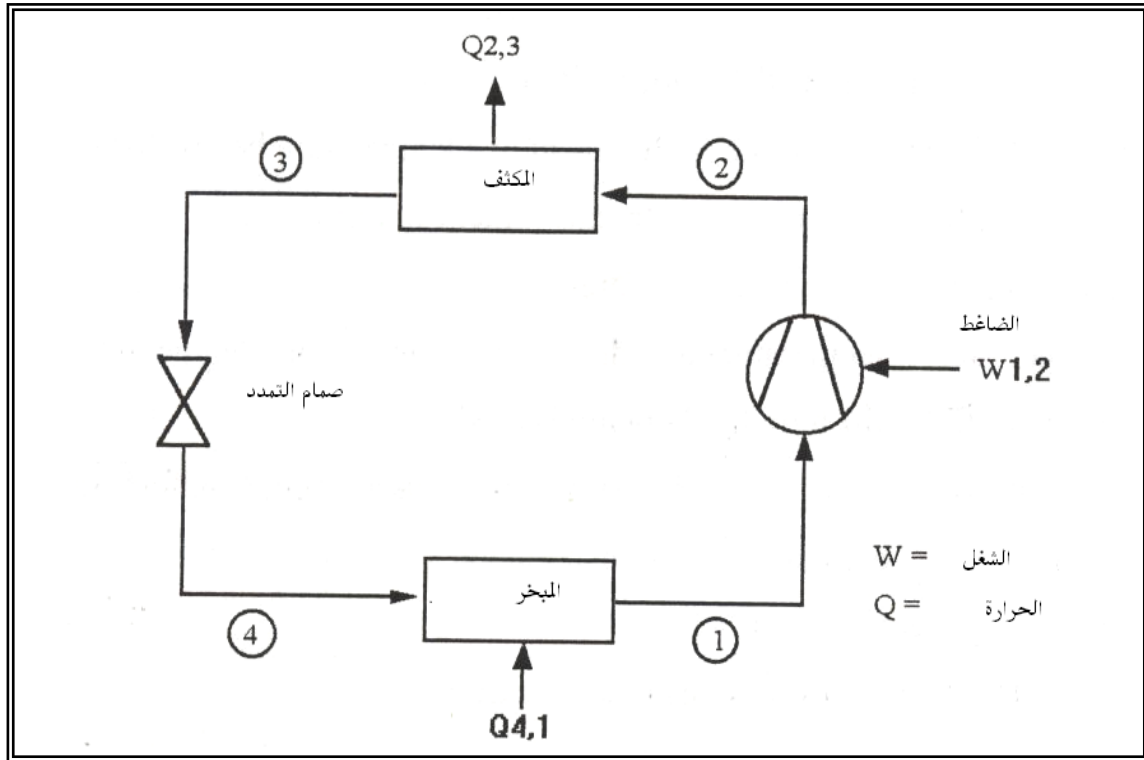 Q2,3
3
المكثف
2
الضاغط
W1,2
صمام التمدد
W = الشغل
المبخر
Q = الحرارة
4
1
Q4,1